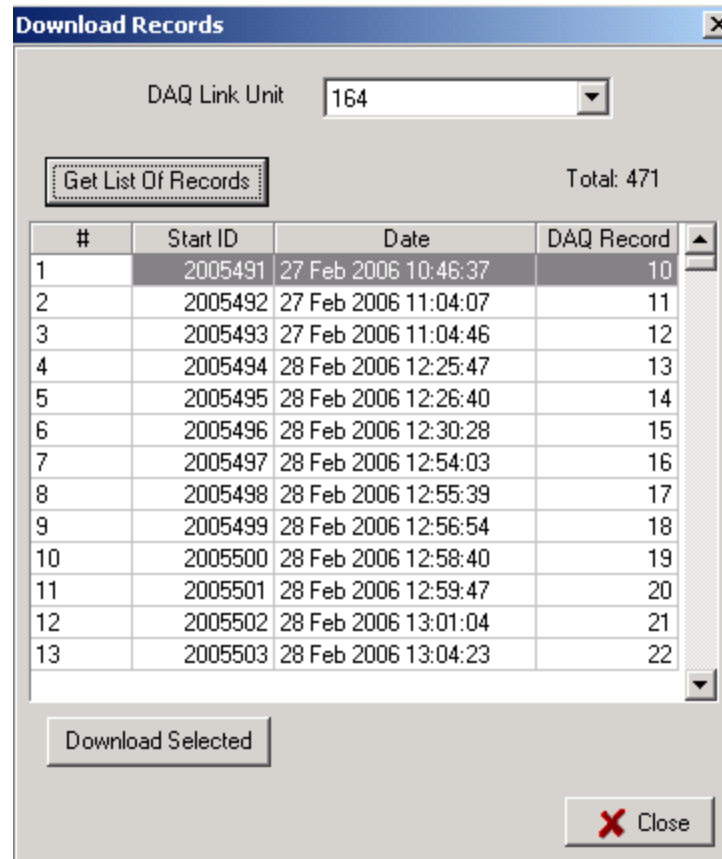 Download Records
DAQ Link Unit 164
Get List Of Records Total: 471
# Start ID Date DAQ Record
1 2005491 27 Feb 2006 10:46:37 10
2 2005492 27 Feb 2006 11:04:07 11
3 2005493 27 Feb 2006 11:04:46 12
4 2005494 28 Feb 2006 12:25:47 13
5 2005495 28 Feb 2006 12:26:40 14
6 2005496 28 Feb 2006 12:30:28 15
7 2005497 28 Feb 2006 12:54:03 16
8 2005498 28 Feb 2006 12:55:39 17
9 2005499 28 Feb 2006 12:56:54 18
10 2005500 28 Feb 2006 12:58:40 19
11 2005501 28 Feb 2006 12:59:47 20
12 2005502 28 Feb 2006 13:01:04 21
13 2005503 28 Feb 2006 13:04:23 22
Download Selected
Close